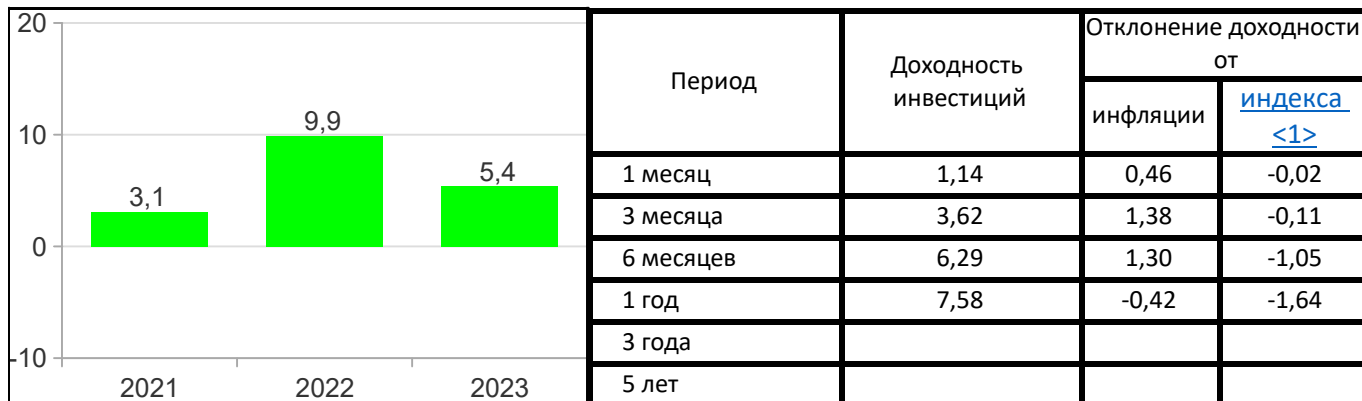 20
10
0
-10
3,1
9,9
5,4
2021 2022 2023
Период
Доходность
инвестиций
Отклонение доходности
от
инфляции
индекса
<1>
1 месяц 1,14 0,46 -0,02
3 месяца 3,62 1,38 -0,11
6 месяцев 6,29 1,30 -1,05
1 год 7,58 -0,42 -1,64
3 года
5 лет